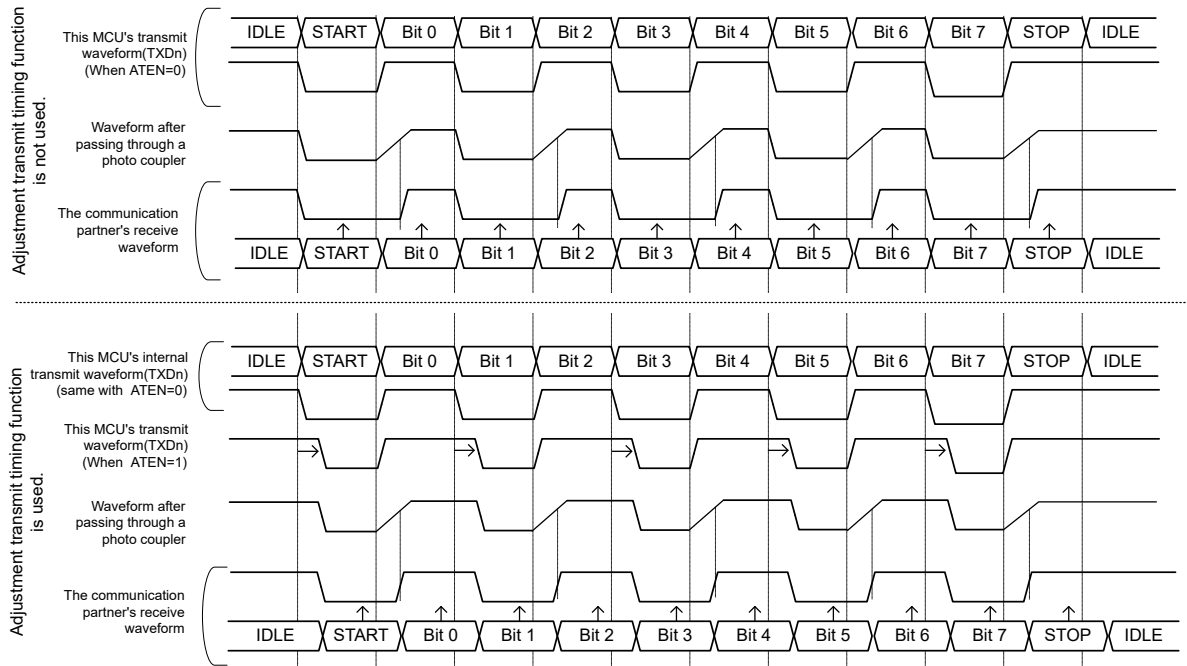 Adjustment transmit timing function
is not used.
This MCU's transmit
waveform(TXDn)
(When ATEN=0)
IDLE START Bit 0 Bit 1 Bit 2 Bit 3 Bit 4 Bit 5 Bit 6 Bit 7 STOP IDLE
Waveform after
passing through a
photo coupler
The communication
partner's receive
waveform
IDLE START Bit 0 Bit 1 Bit 2 Bit 3 Bit 4 Bit 5 Bit 6 Bit 7 STOP IDLE
Adjustment transmit timing function
is used.
This MCU's internal
transmit waveform(TXDn)
(same with ATEN=0)
IDLE START Bit 0 Bit 1 Bit 2 Bit 3 Bit 4 Bit 5 Bit 6 Bit 7 STOP IDLE
This MCU's transmit
waveform(TXDn)
(When ATEN=1)
Waveform after
passing through a
photo coupler
The communication
partner's receive
waveform
IDLE START Bit 0 Bit 1 Bit 2 Bit 3 Bit 4 Bit 5 Bit 6 Bit 7 STOP IDLE